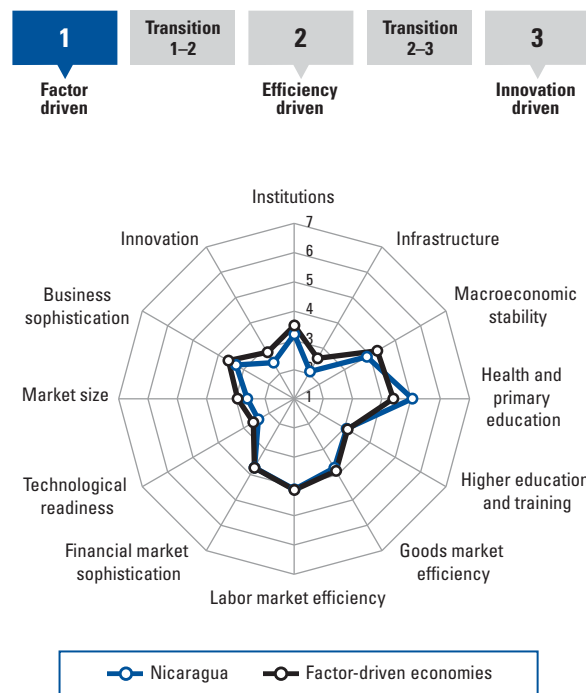 1
Transition
1–2
2
Transition
2–3
3
Factor
driven
Efficiency
driven
Innovation
driven
Institutions
7
Innovation
6
Infrastructure
5
Business
sophistication
4
Macroeconomic
stability
3
Market size
1
Health and
primary
education
Technological
readiness
Higher education
and training
Financial market
sophistication
Goods market
efficiency
Labor market efficiency
Nicaragua
Factor-driven economies